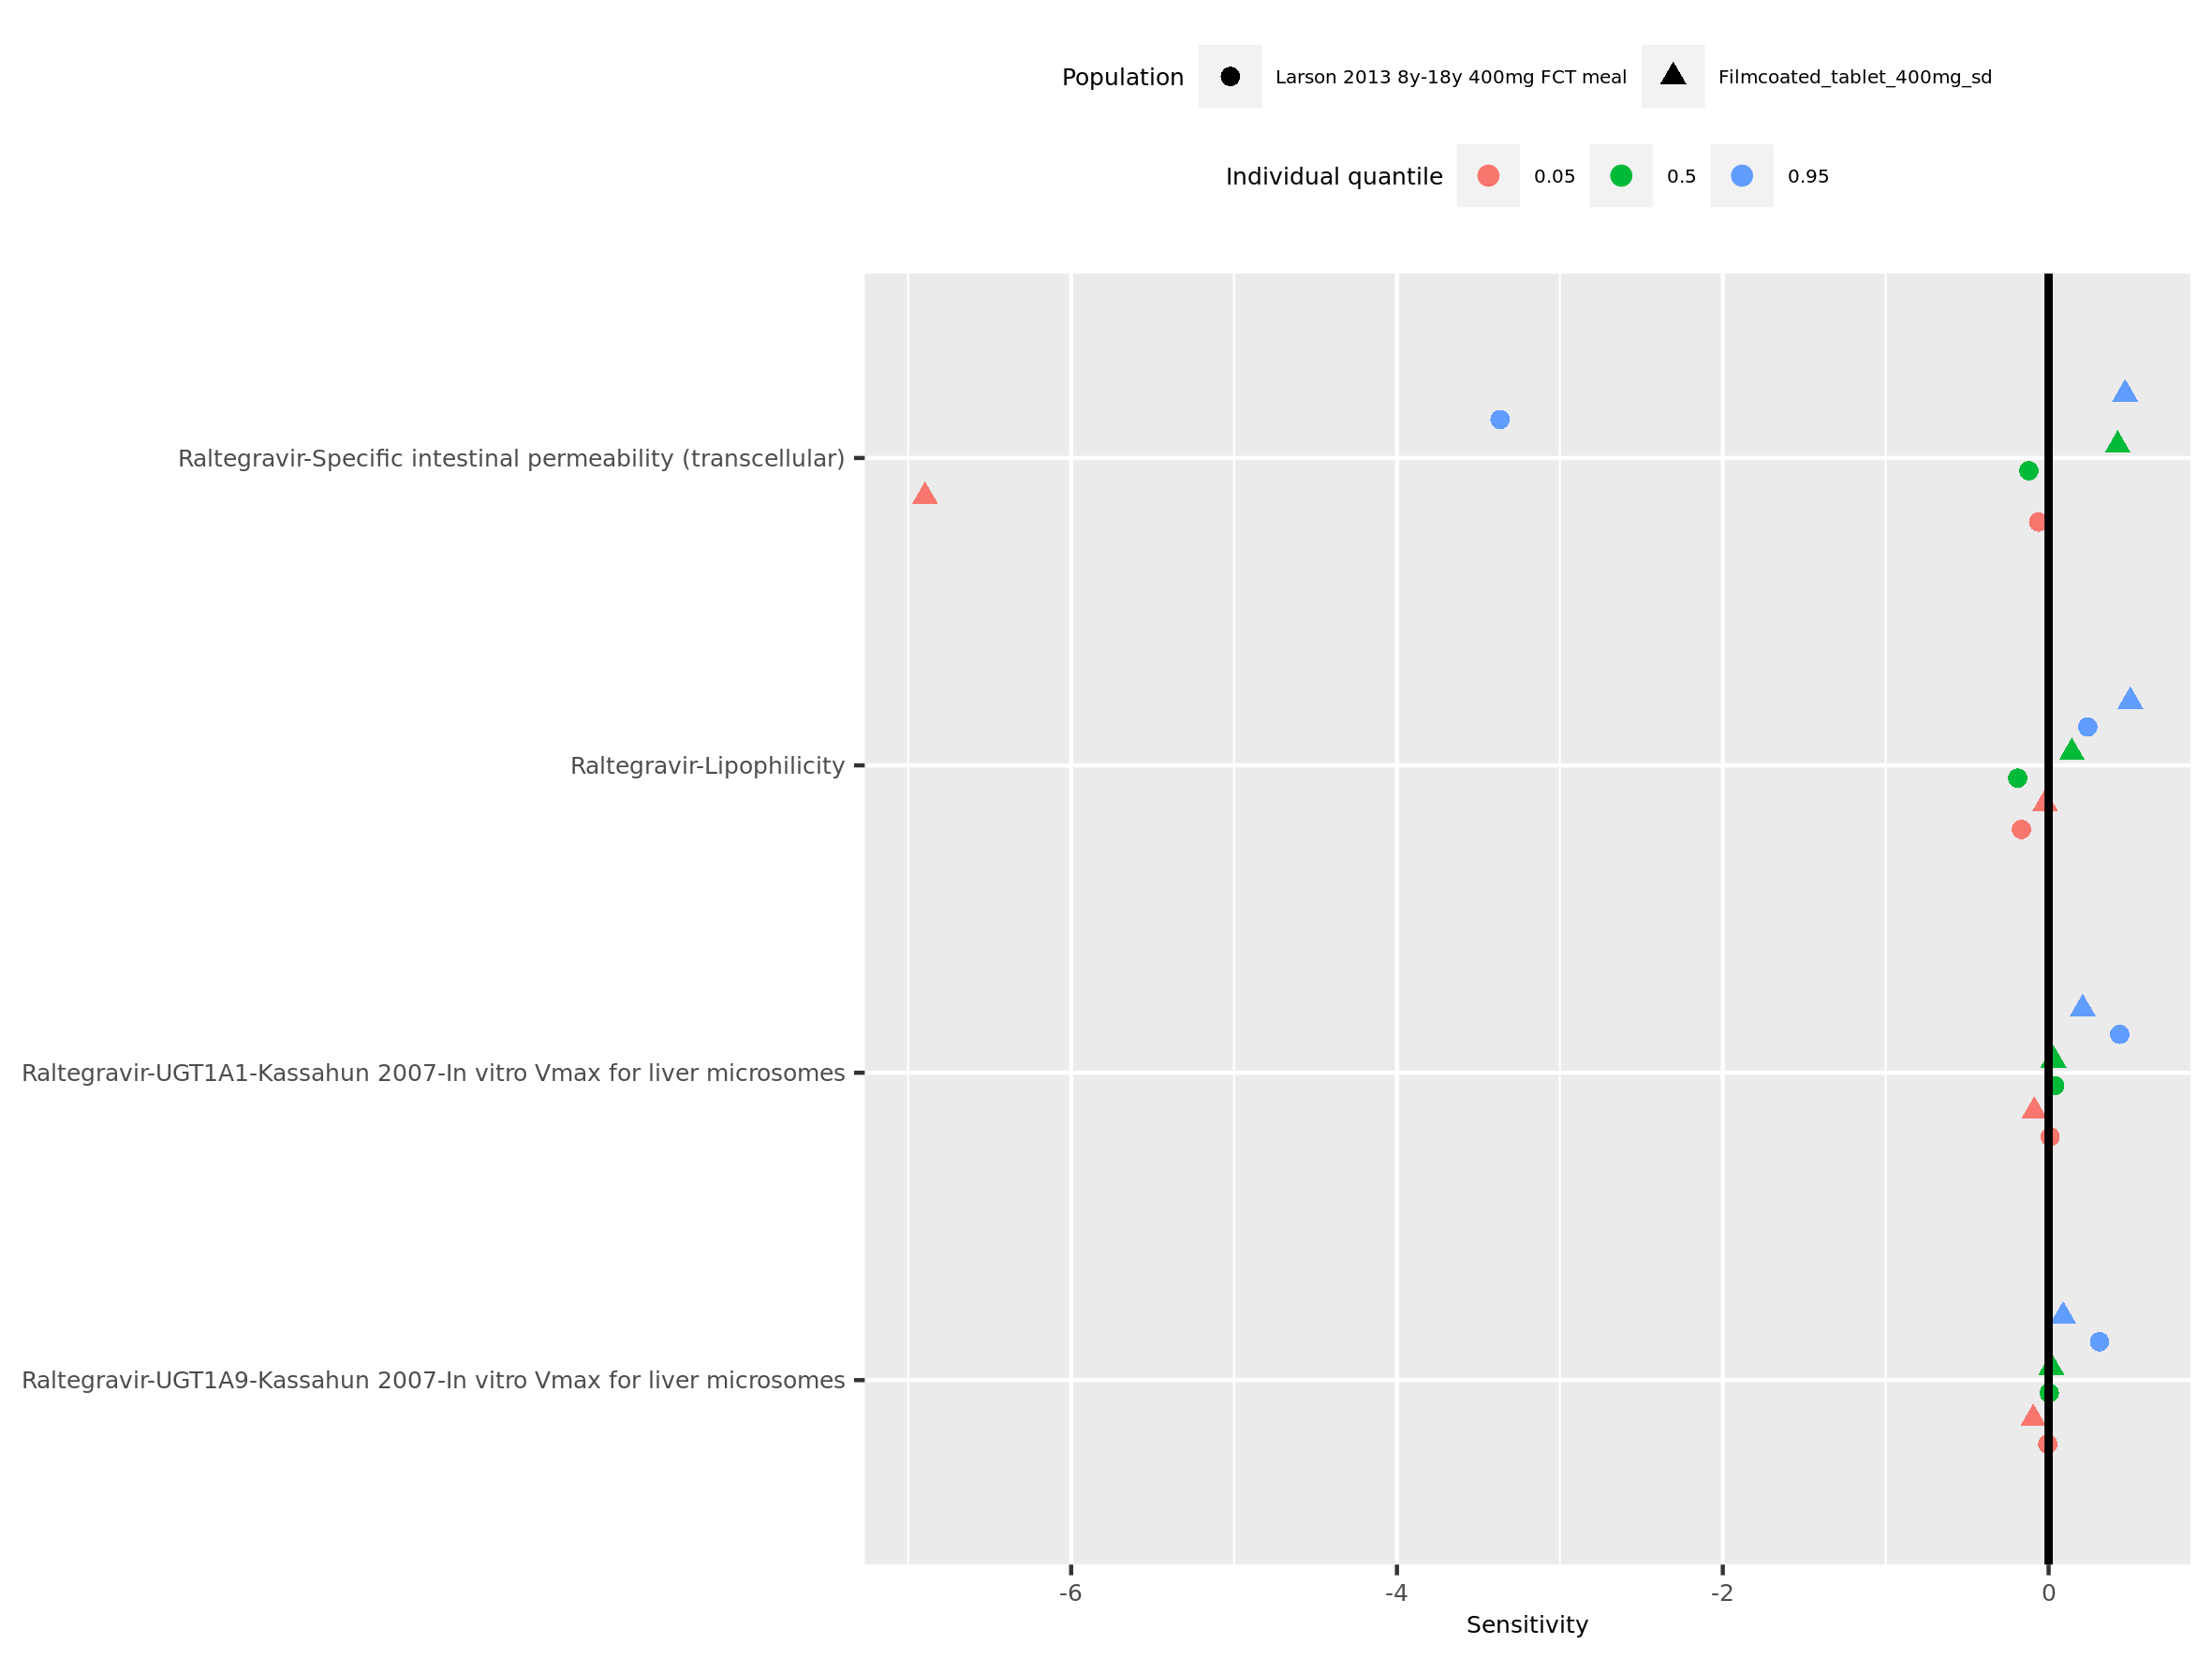 Population Larson 2013 8y-18y 400mg FCT meal Filmcoated_tablet_400mg_sd
Individual quantile 0.05 0.5 0.95
Raltegravir-Specific intestinal permeability (transcellular)
Raltegravir-Lipophilicity
Raltegravir-UGT1A1-Kassahun 2007-In vitro Vmax for liver microsomes
Raltegravir-UGT1A9-Kassahun 2007-In vitro Vmax for liver microsomes
-6 -4 -2 0
Sensitivity